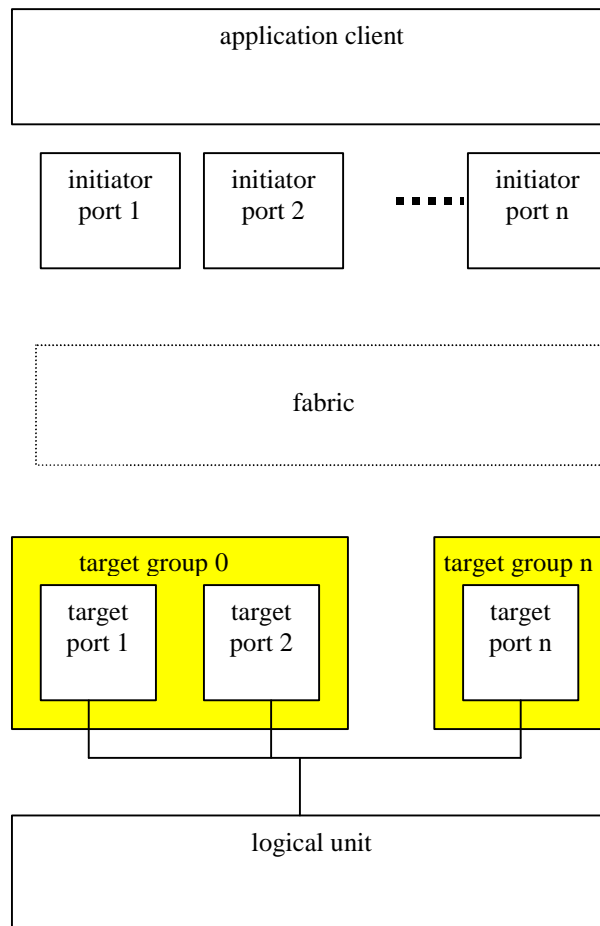 application client
initiator
port 1
initiator
port 2
initiator
port n
fabric
target group 0
target group n
target
port 1
target
port 2
target
port n
logical unit